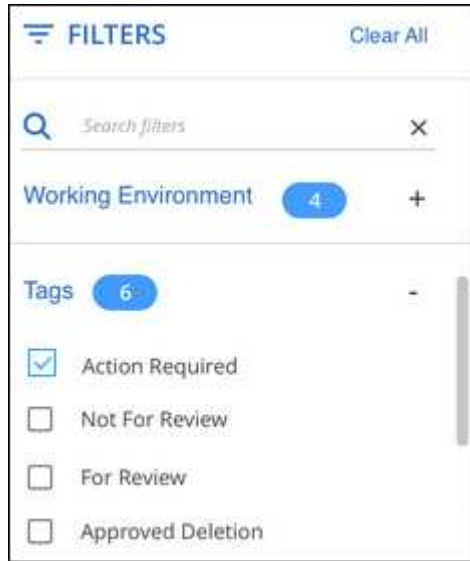 FILTERS Clear All
Search filters
Working Environment 4 +
Tags 6 -
Action Required
Not For Review
For Review
Approved Deletion